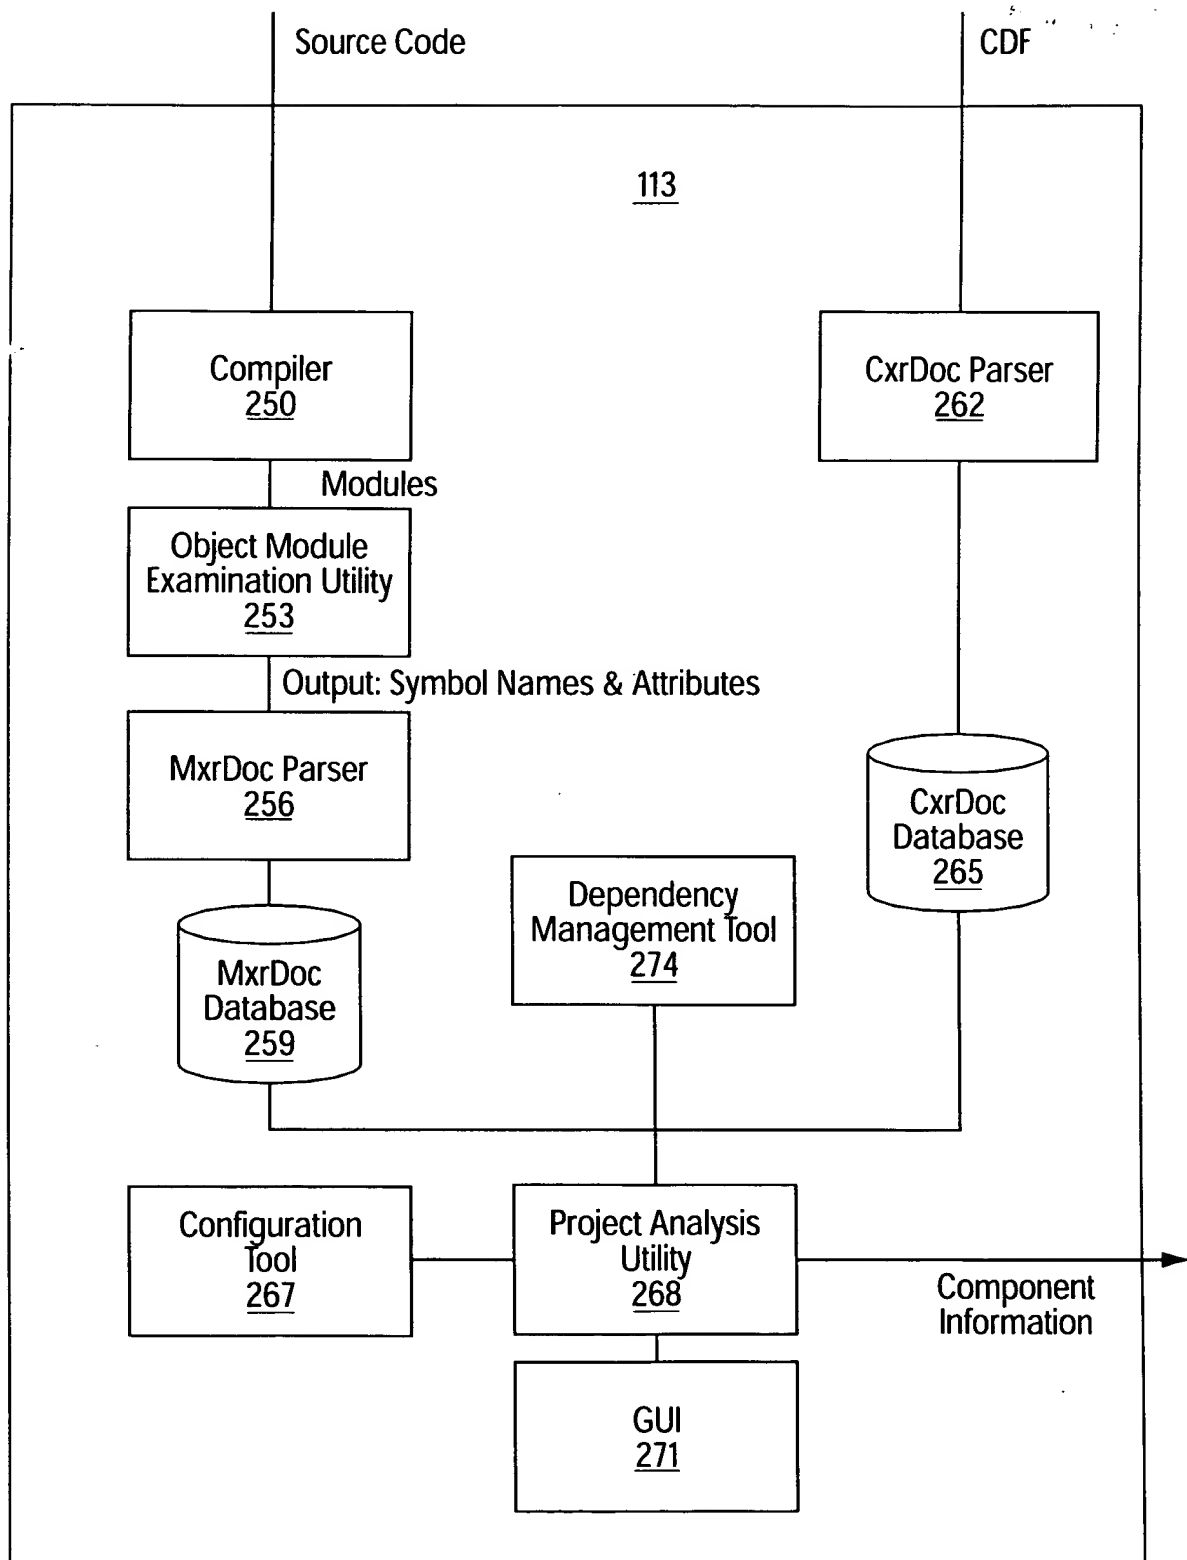 Source Code
CDF
113
Compiler
250
CxrDoc Parser
262
Modules
Object Module
Examination Utility
253
Output: Symbol Names & Attributes
MxrDoc Parser
256
CxrDoc
Database
265
Dependency
Management Tool
274
MxrDoc
Database
259
Configuration
Tool
267
Project Analysis
Utility
268
Component
Information
GUI
271